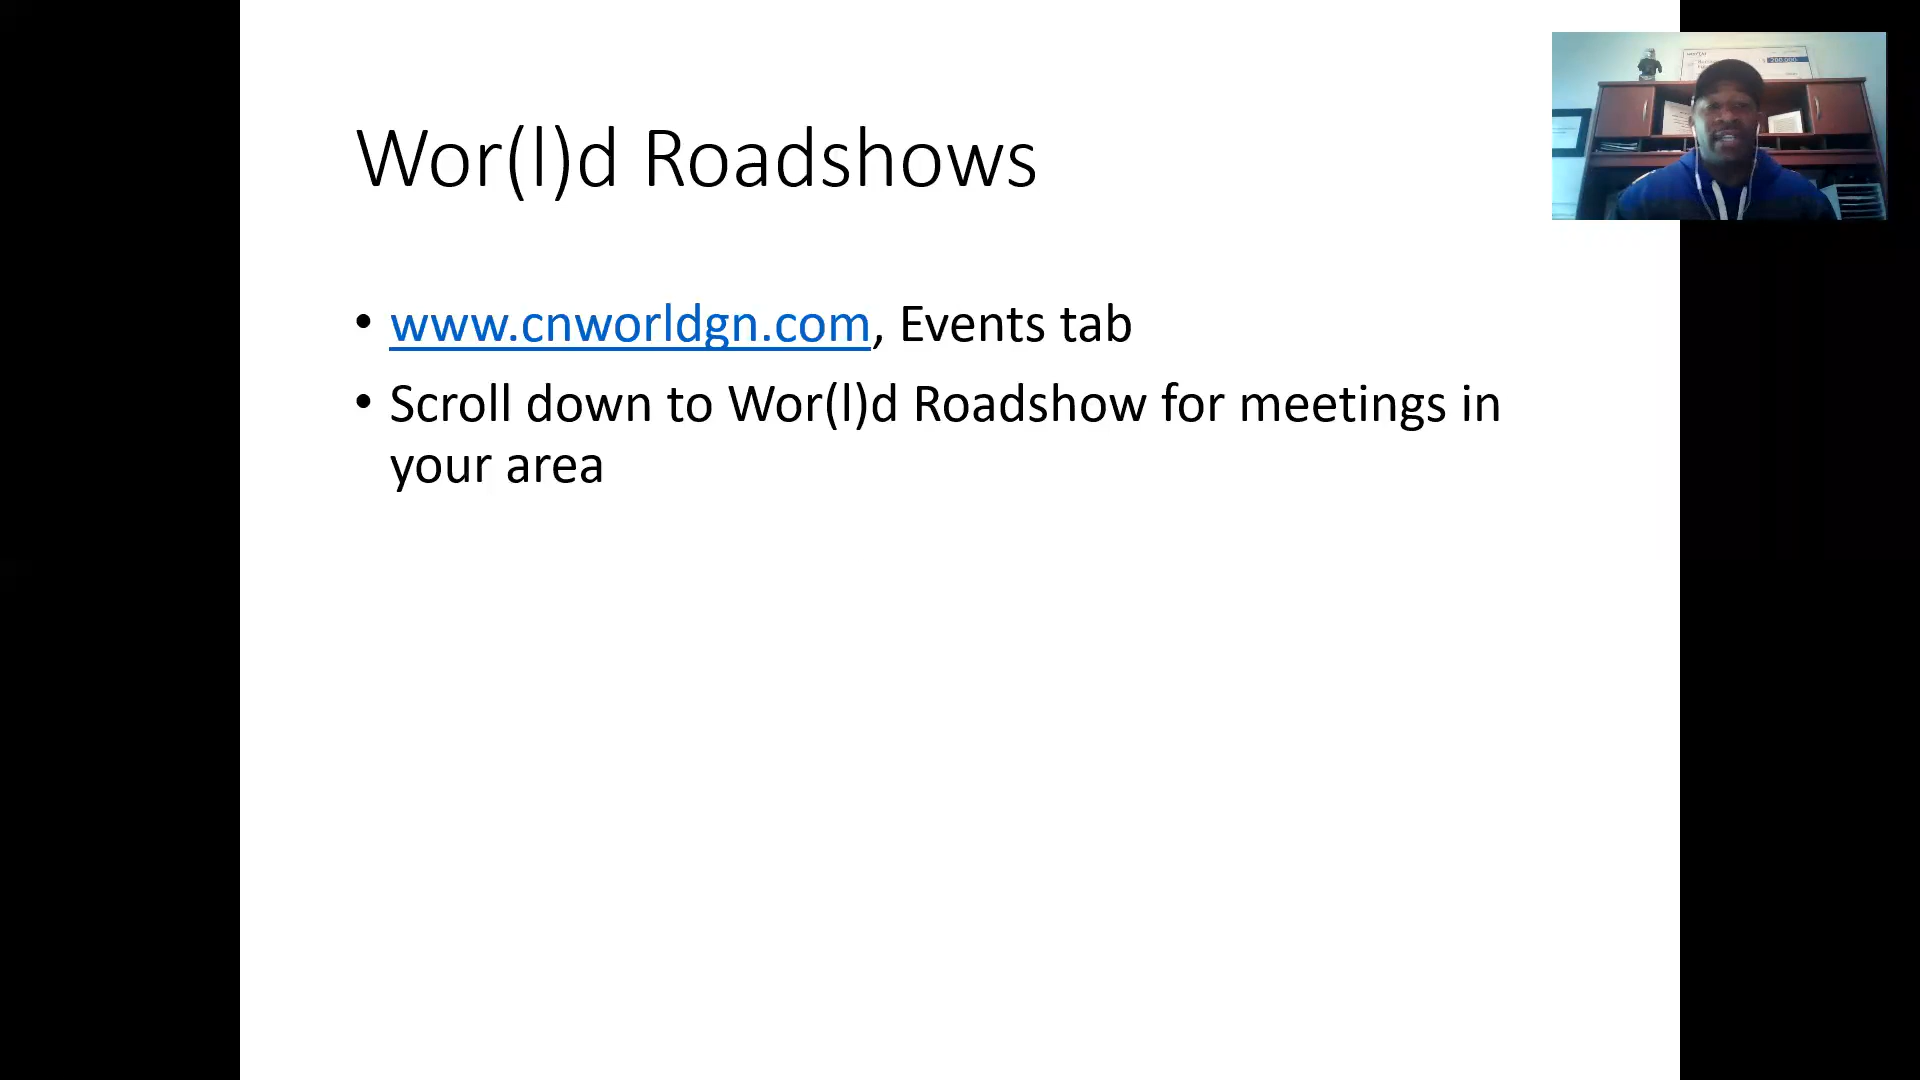 Wor(l)d Roadshows
• www.cnworldgn.com, Events tab
• Scroll down to Wor(l)d Roadshow for meetings in
your area